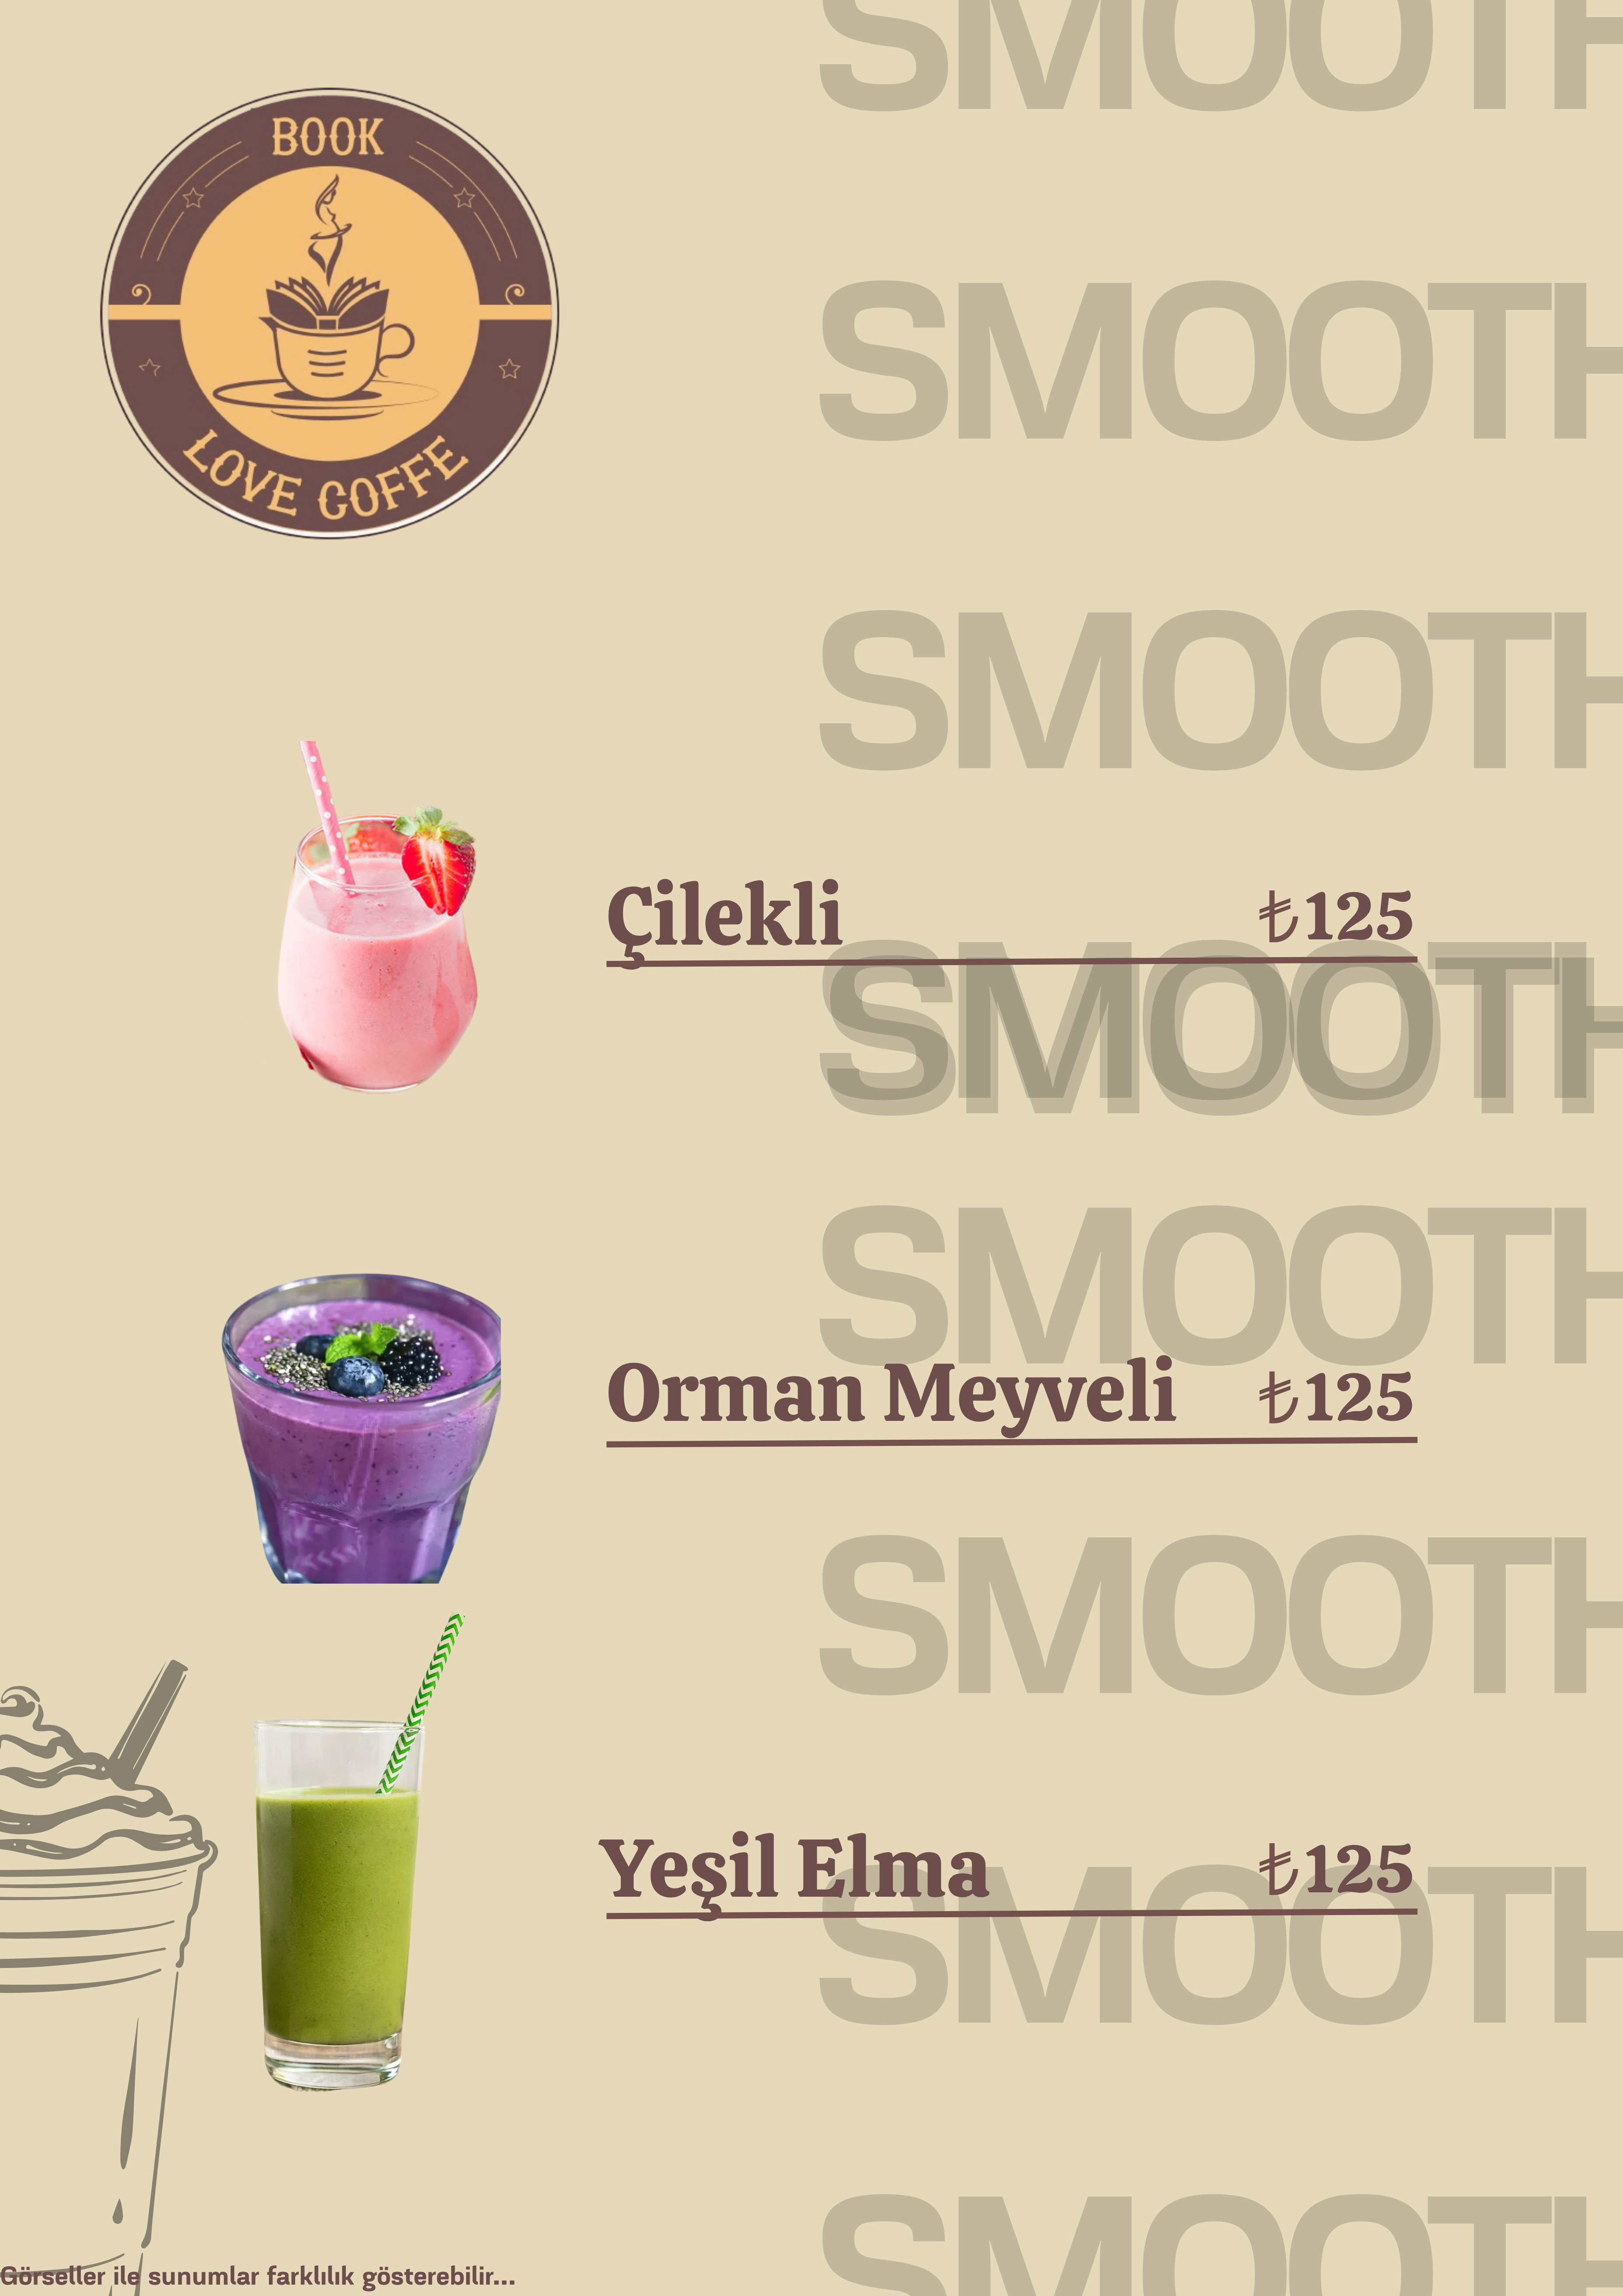 SMOOTH
BOOK
LOVE COFFE
SMOOTH
SMOOTH
Çilekli ₺125
SMOOTH
SMOOTH
SMOOTH
Orman Meyveli ₺125
SMOOTH
Yeşil Elma ₺125
SMOOTH
SMOOTH
Görseller ile sunumlar farklılık gösterebilir...